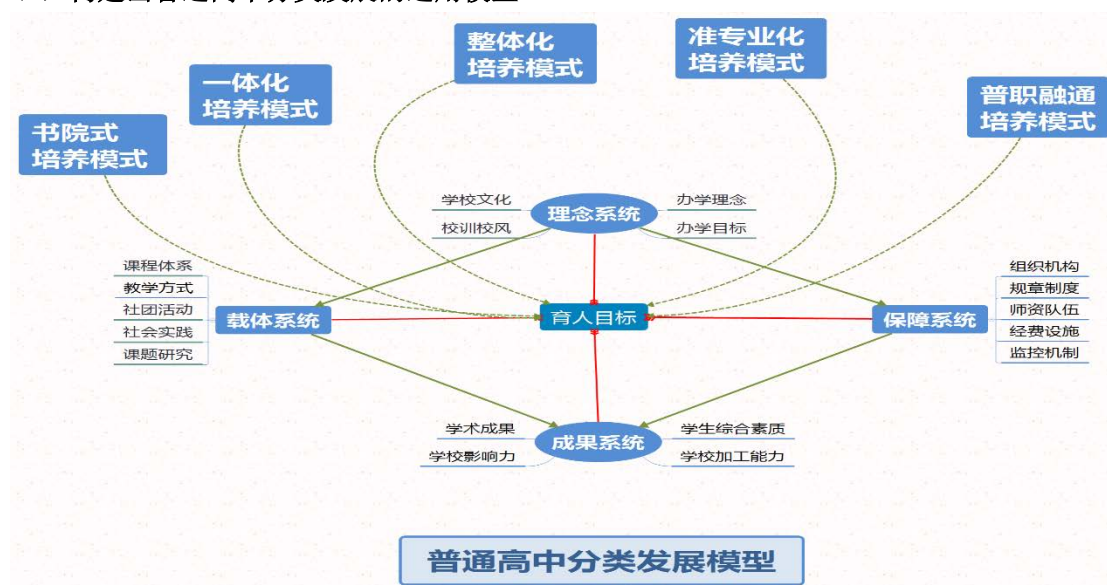 整体化
培养模式
准专业化
培养模式
一体化
培养模式
普职融通
培养模式
书院式
培养模式
学校文化
校训校风
理念系统
办学理念
办学目标
课程体系
教学方式
社团活动
社会实践
课题研究
载体系统
育人目标
保障系统
组织机构
规章制度
师资队伍
经费设施
监控机制
学术成果
学校影响力
成果系统
学生综合素质
学校加工能力
普通高中分类发展模型